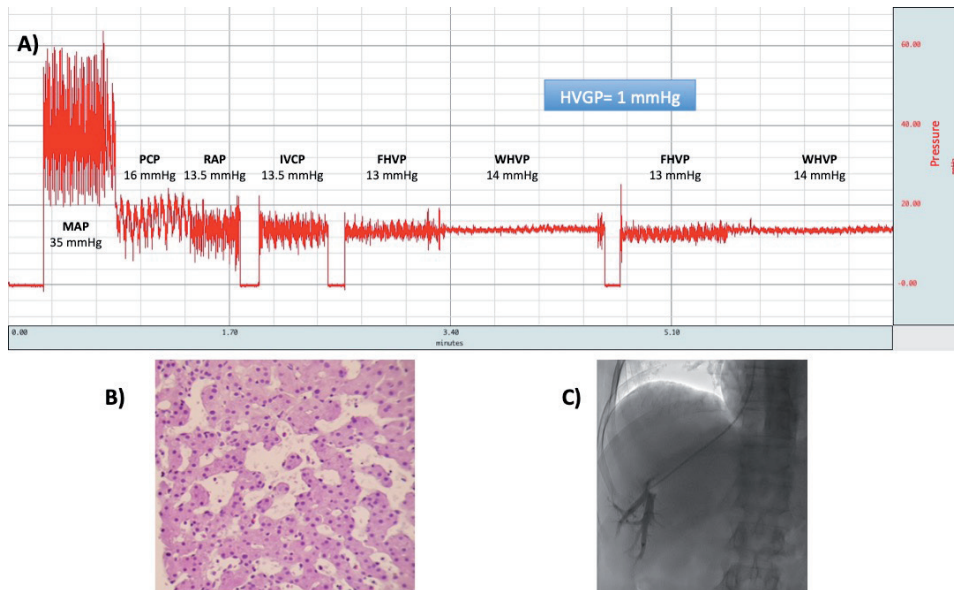 A)
60.00
HVGP= 1 mmHg
40.00
PCP
16 mmHg
RAP
13.5 mmHg
IVCP
13.5 mmHg
FHVP
13 mmHg
WHVP
14 mmHg
FHVP
13 mmHg
WHVP
14 mmHg
Pressure
20.00
MAP
35 mmHg
-0.00
0.00
1.70
3.40
5.10
minutes
B)
C)